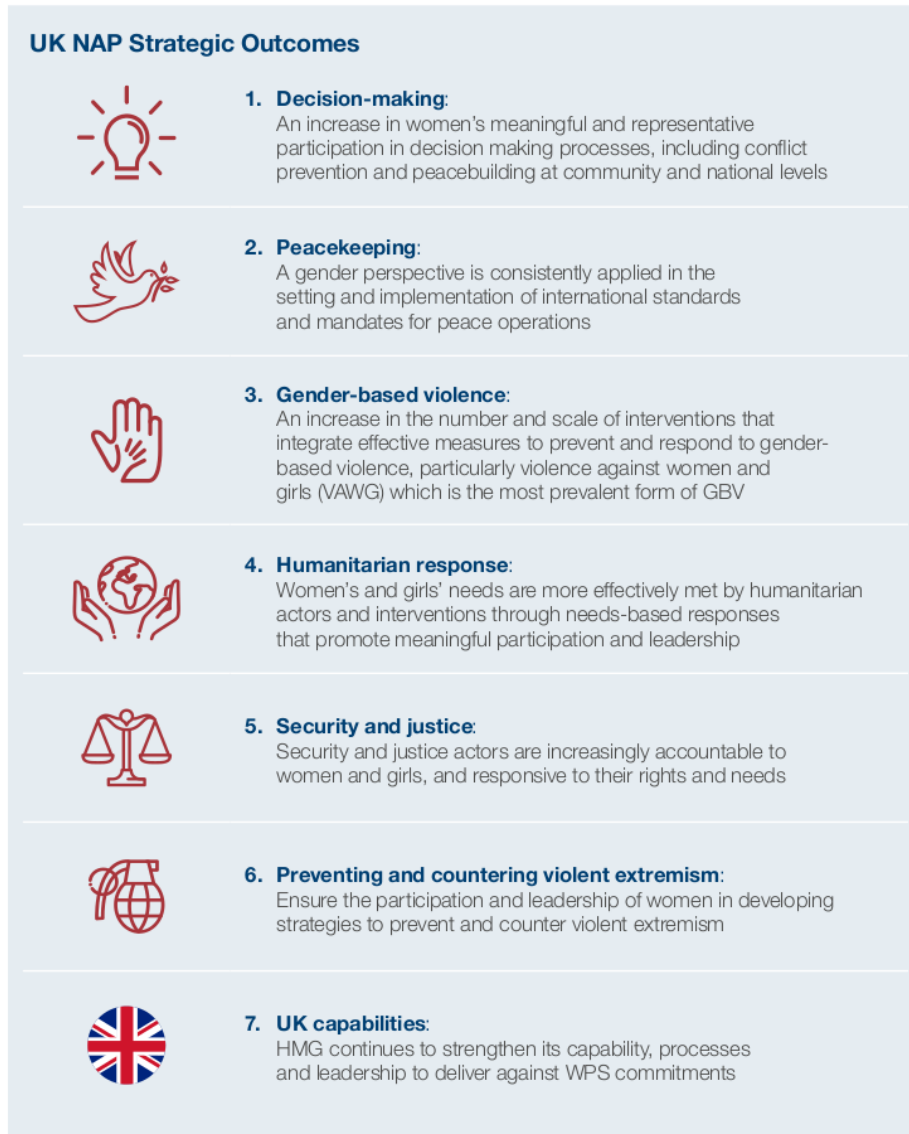 UK NAP Strategic Outcomes
1. Decision-making:
An increase in women’s meaningful and representative
participation in decision making processes, including conflict
prevention and peacebuilding at community and national levels
2. Peacekeeping:
A gender perspective is consistently applied in the
setting and implementation of international standards
and mandates for peace operations
3. Gender-based violence:
An increase in the number and scale of interventions that
integrate effective measures to prevent and respond to gender-
based violence, particularly violence against women and
girls (VAWG) which is the most prevalent form of GBV
4. Humanitarian response:
Women’s and girls’ needs are more effectively met by humanitarian
actors and interventions through needs-based responses
that promote meaningful participation and leadership
5. Security and justice:
Security and justice actors are increasingly accountable to
women and girls, and responsive to their rights and needs
6. Preventing and countering violent extremism:
Ensure the participation and leadership of women in developing
strategies to prevent and counter violent extremism
7. UK capabilities:
HMG continues to strengthen its capability, processes
and leadership to deliver against WPS commitments